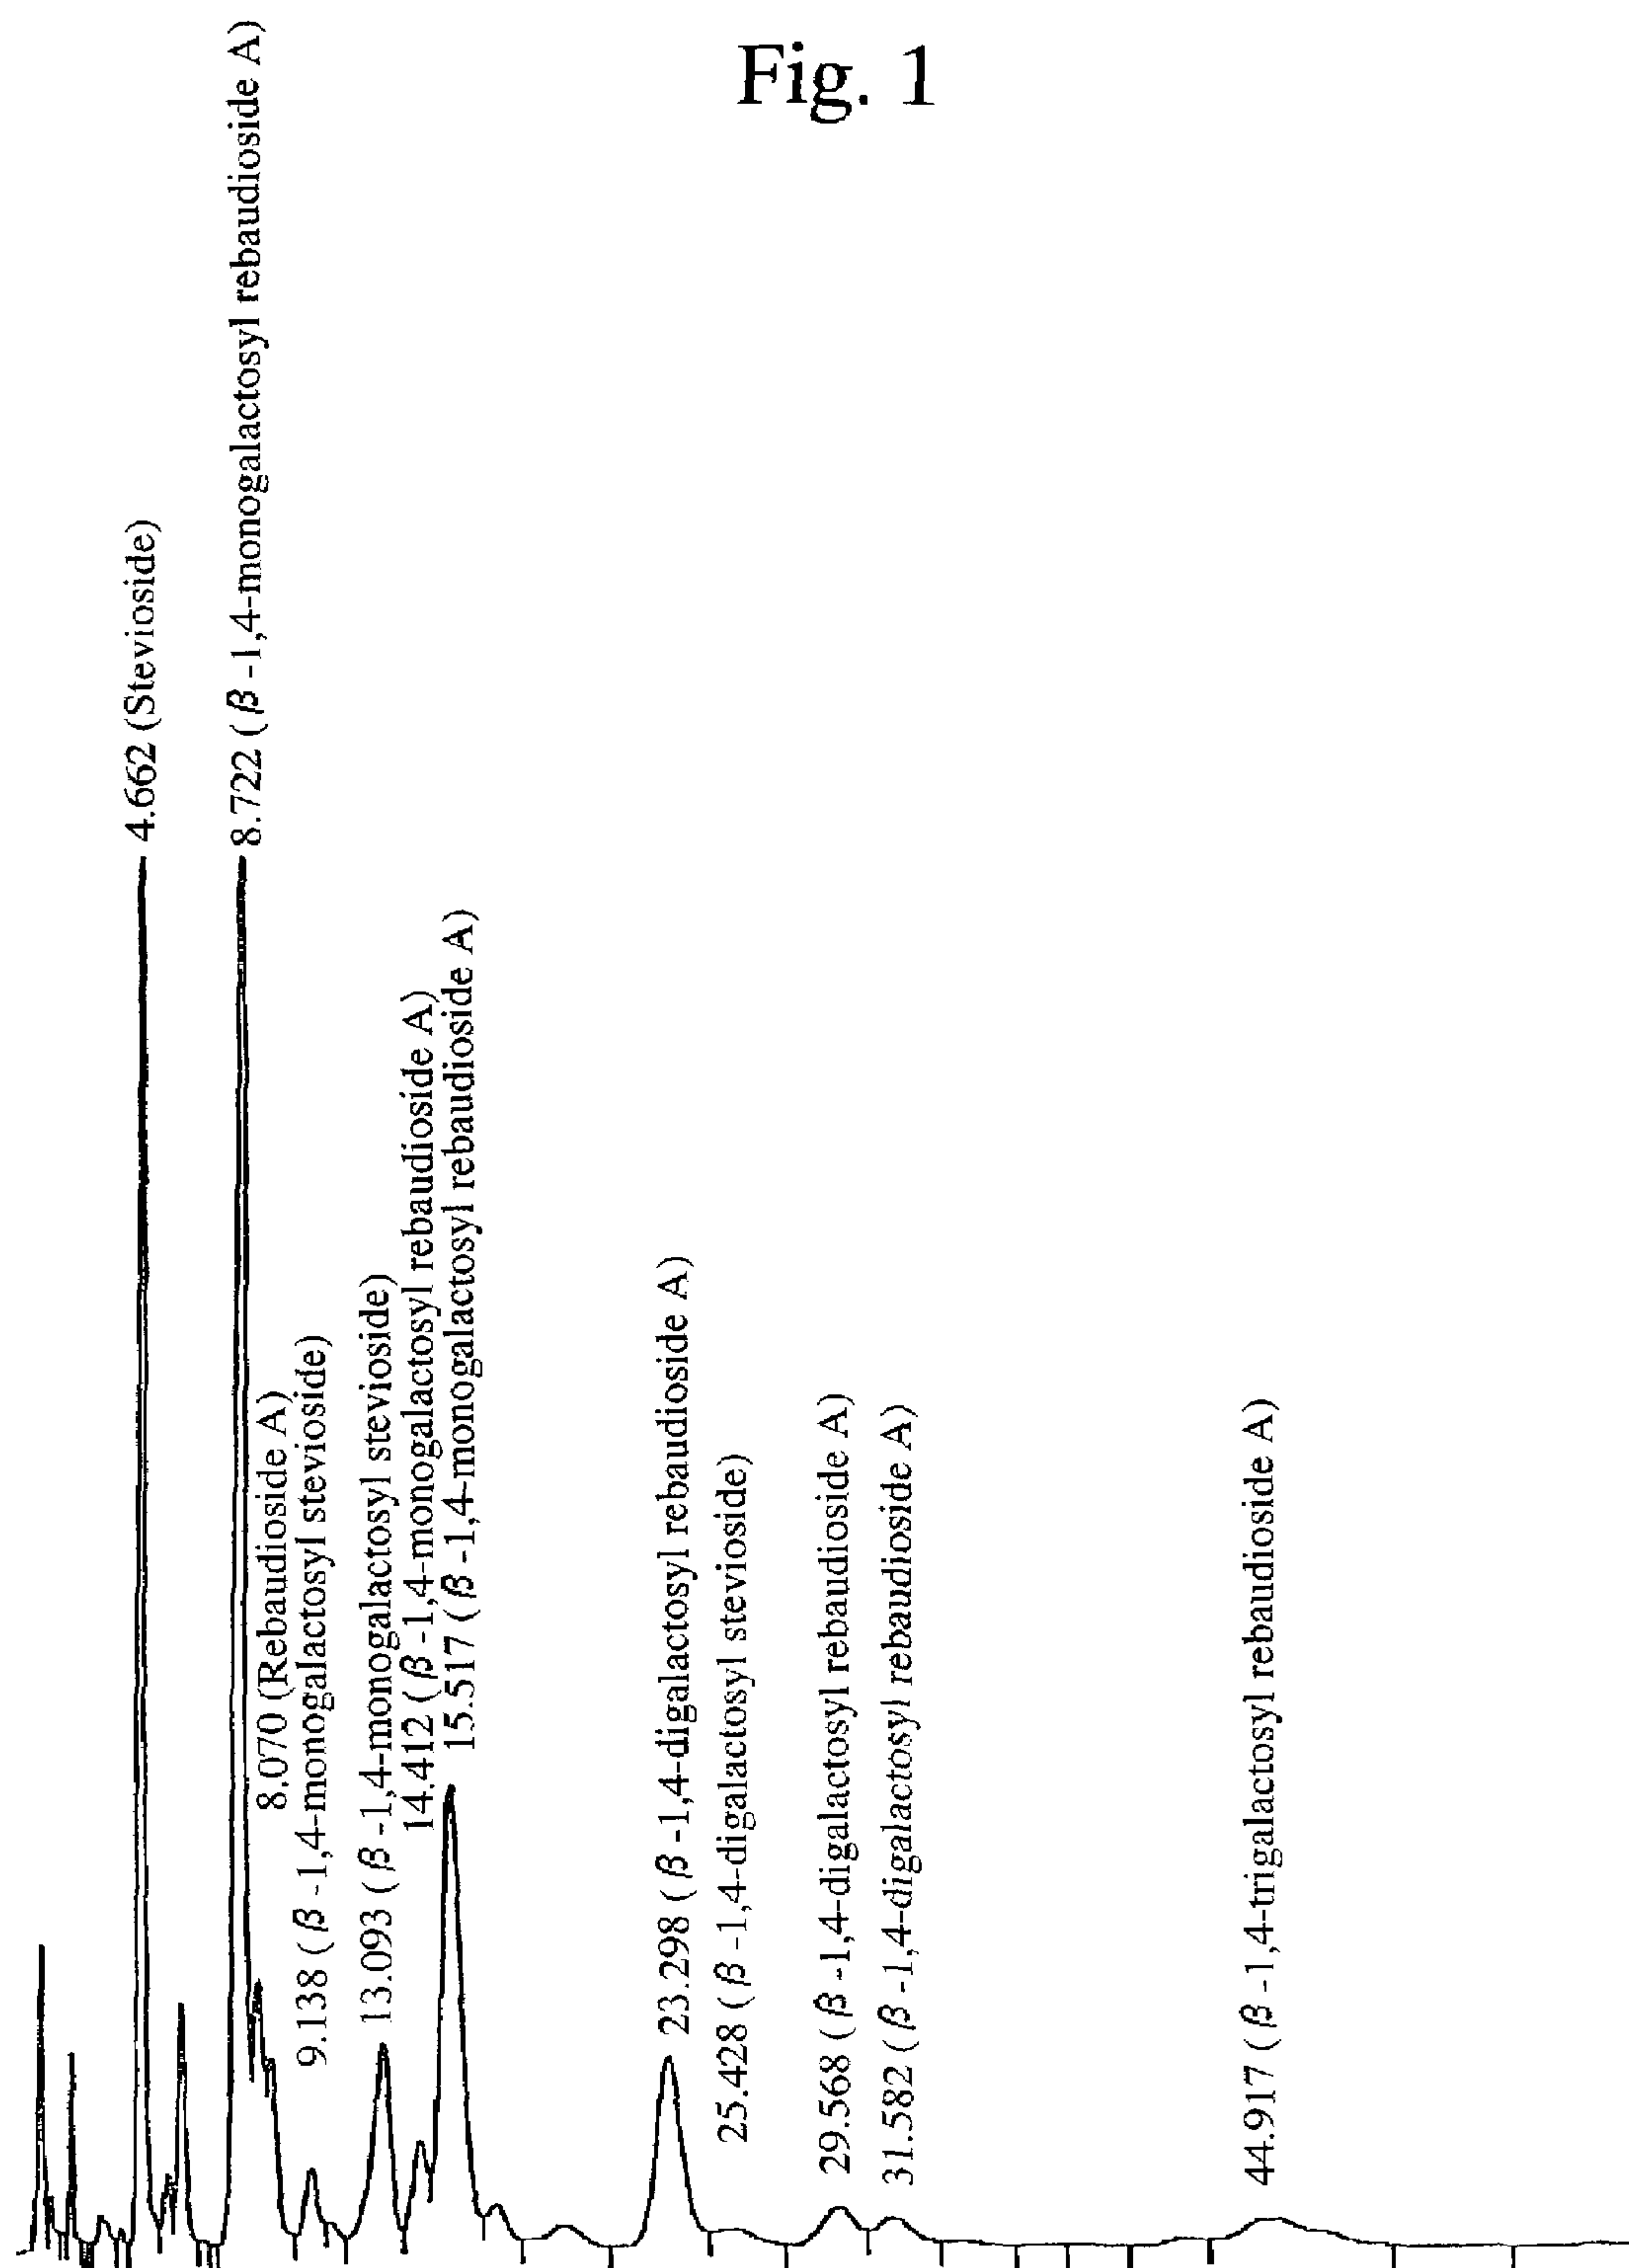 Fig. 1
4.662 (Stevioside)
8.722 (β-1,4-monogalactosyl rebaudioside A)
8.070 (Rebaudioside A)
9.138 (β-1,4-monogalactosyl stevioside)
13.093 (β-1,4-monogalactosyl stevioside)
14.412 (β-1,4-monogalactosyl rebaudioside A)
15.517 (β-1,4-monogalactosyl rebaudioside A)
23.298 (β-1,4-digalactosyl rebaudioside A)
25.428 (β-1,4-digalactosyl stevioside)
29.568 (β-1,4-digalactosyl rebaudioside A)
31.582 (β-1,4-digalactosyl rebaudioside A)
44.917 (β-1,4-trigalactosyl rebaudioside A)